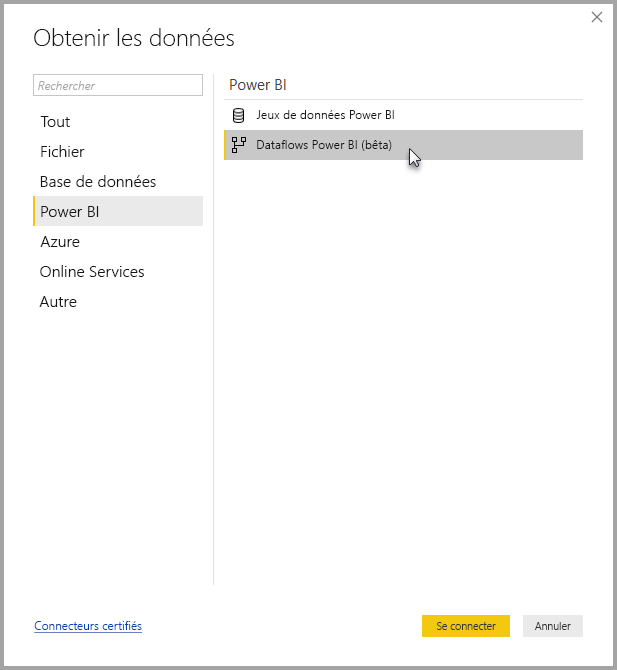 Obtenir les données
Rechercher
Tout
Fichier
Base de données
Power BI
Azure
Online Services
Autre
Power BI
Jeux de données Power BI
Dataflows Power BI (bêta)
Connecteurs certifiés
Se connecter
Annuler